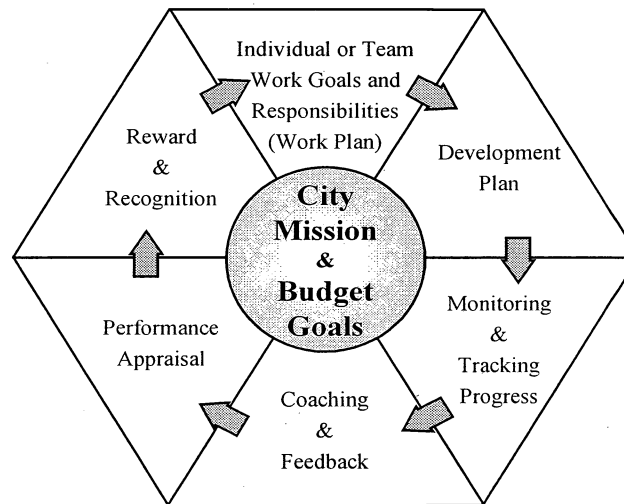 Individual or Team
Work Goals and
Responsibilities
(Work Plan)
Development
Plan
Monitoring
&
Tracking
Progress
Coaching
&
Feedback
Performance
Appraisal
Reward
&
Recognition
City
Mission
&
Budget
Goals